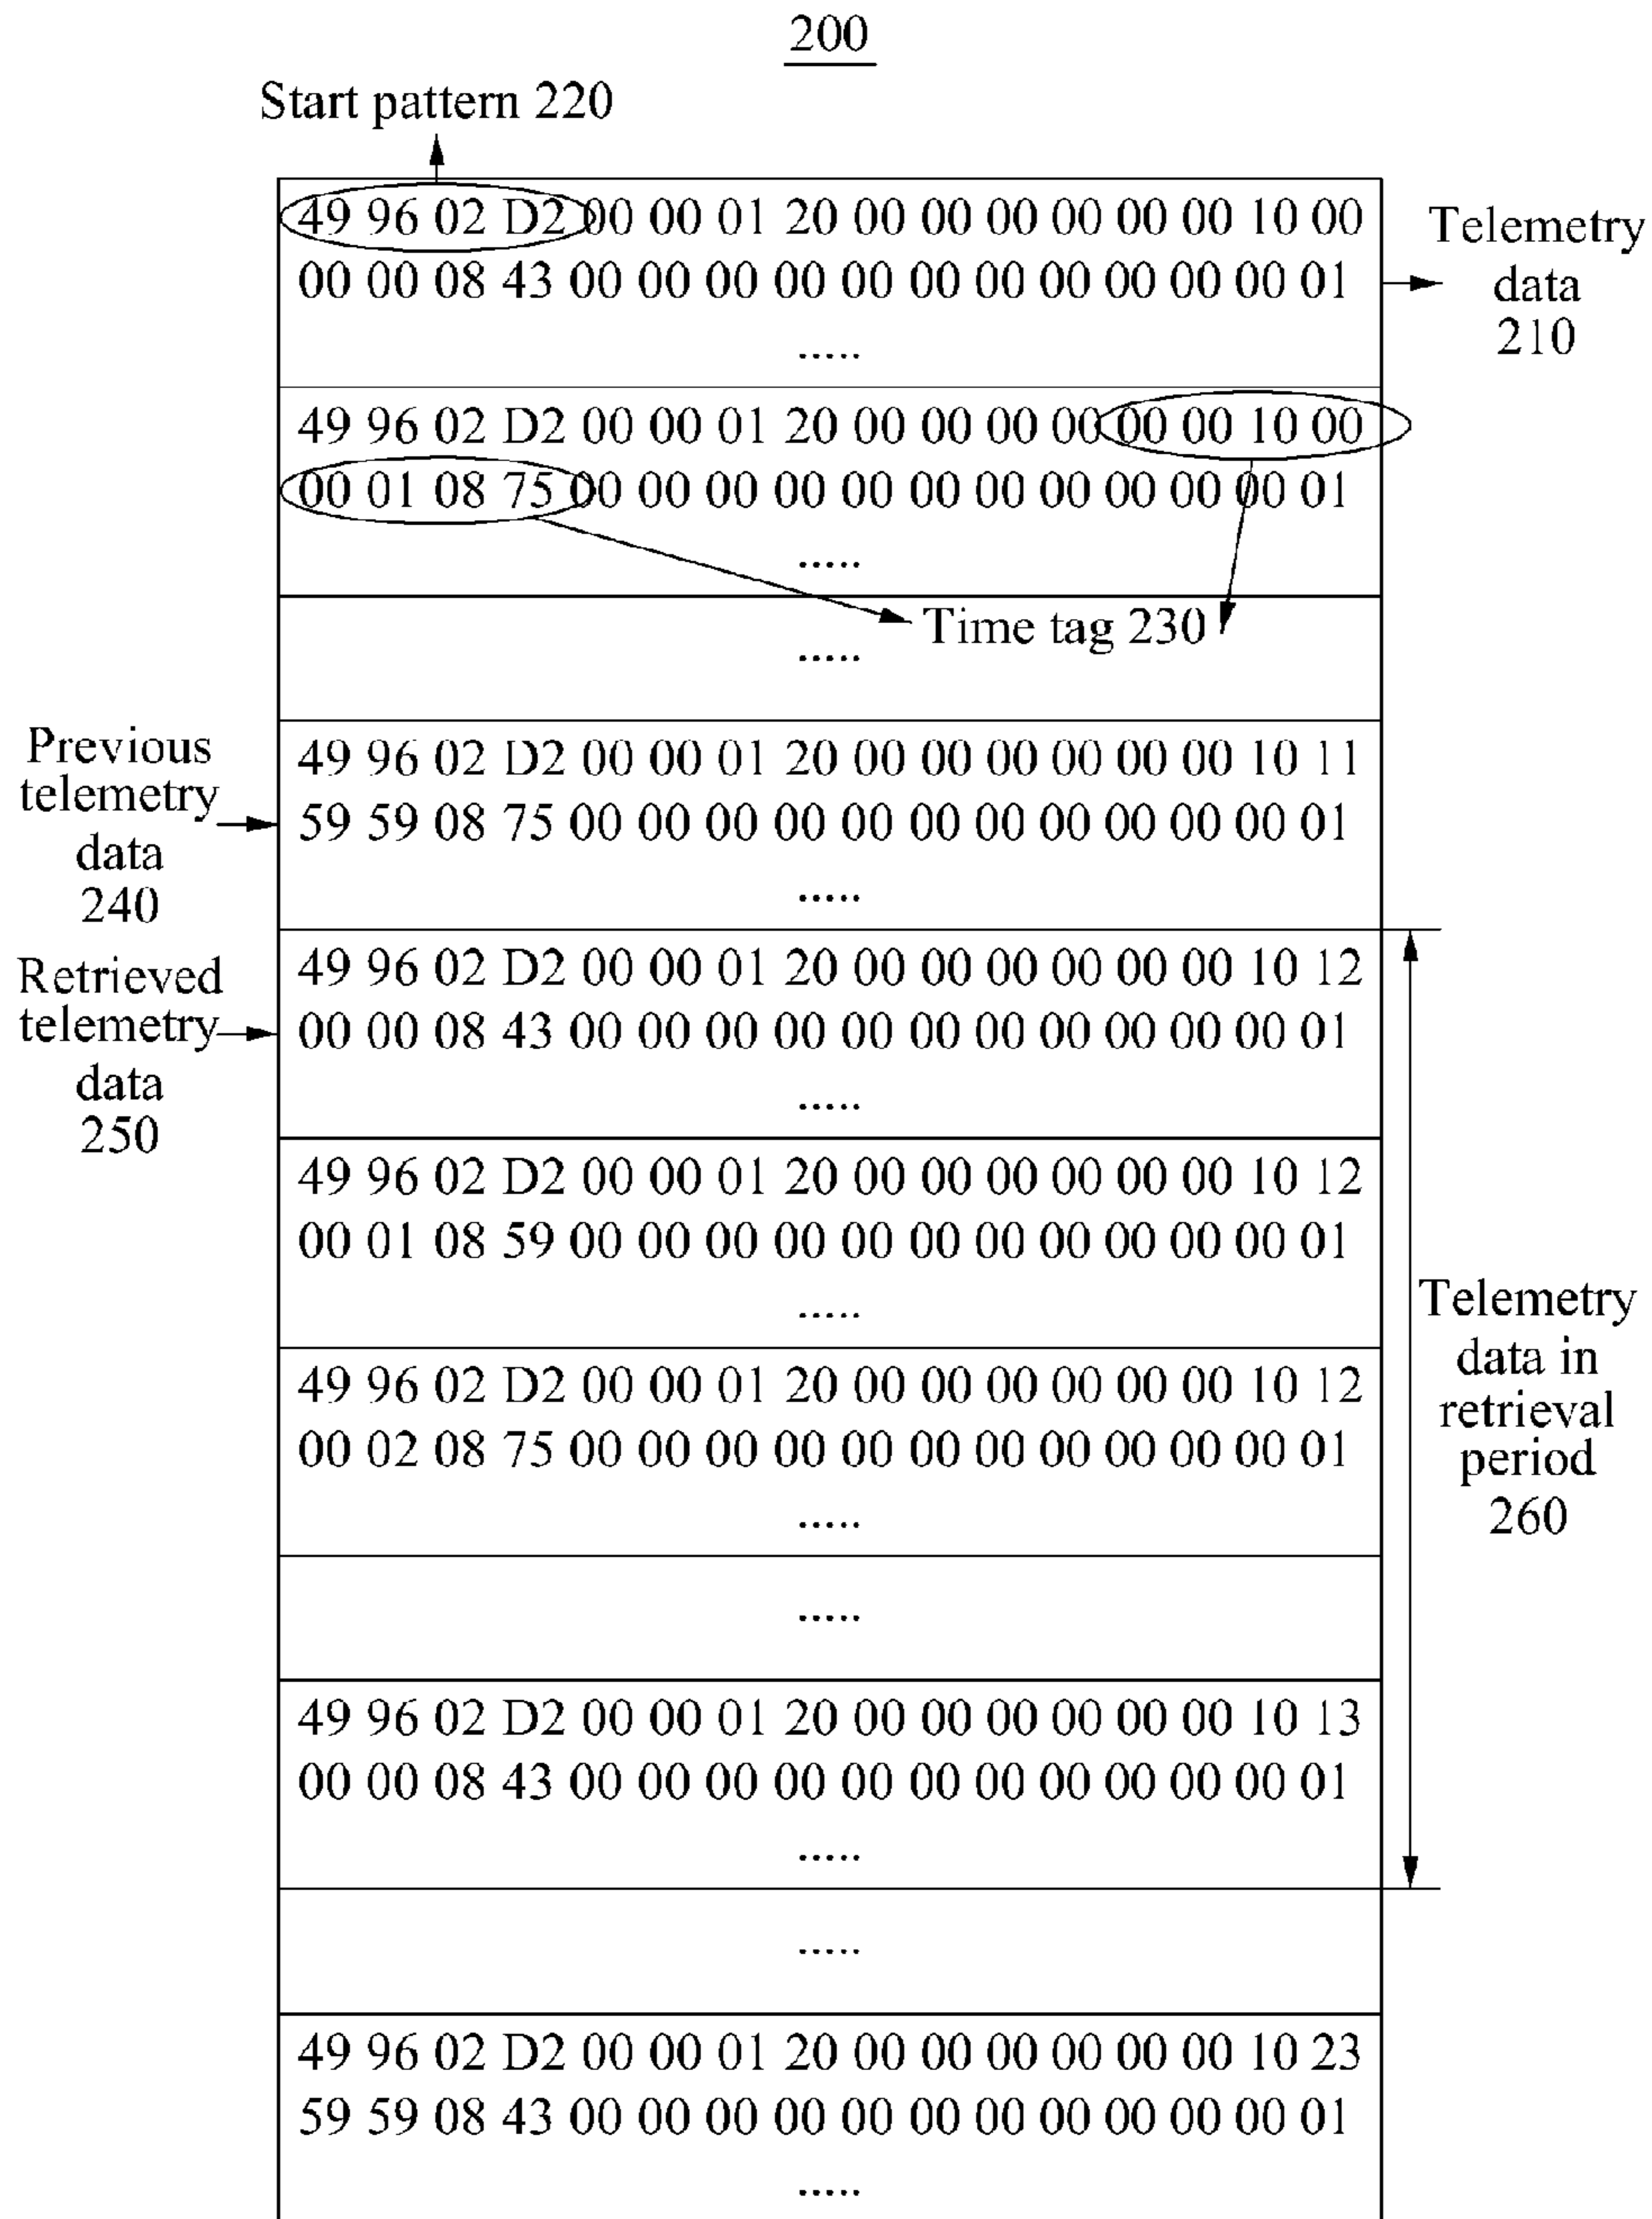 200
Start pattern 220
49 96 02 D2 00 00 01 20 00 00 00 00 00 00 10 00
00 00 08 43 00 00 00 00 00 00 00 00 00 00 00 01
.....
Telemetry
data
210
49 96 02 D2 00 00 01 20 00 00 00 00 00 00 10 00
00 01 08 75 00 00 00 00 00 00 00 00 00 00 00 01
.....
Time tag 230
.....
Previous
telemetry
data
240
49 96 02 D2 00 00 01 20 00 00 00 00 00 00 10 11
59 59 08 75 00 00 00 00 00 00 00 00 00 00 00 01
.....
Retrieved
telemetry
data
250
49 96 02 D2 00 00 01 20 00 00 00 00 00 00 10 12
00 00 08 43 00 00 00 00 00 00 00 00 00 00 00 01
.....
49 96 02 D2 00 00 01 20 00 00 00 00 00 00 10 12
00 01 08 59 00 00 00 00 00 00 00 00 00 00 00 01
.....
Telemetry
data in
retrieval
period
260
49 96 02 D2 00 00 01 20 00 00 00 00 00 00 10 12
00 02 08 75 00 00 00 00 00 00 00 00 00 00 00 01
.....
.....
49 96 02 D2 00 00 01 20 00 00 00 00 00 00 10 13
00 00 08 43 00 00 00 00 00 00 00 00 00 00 00 01
.....
.....
49 96 02 D2 00 00 01 20 00 00 00 00 00 00 10 23
59 59 08 43 00 00 00 00 00 00 00 00 00 00 00 01
.....